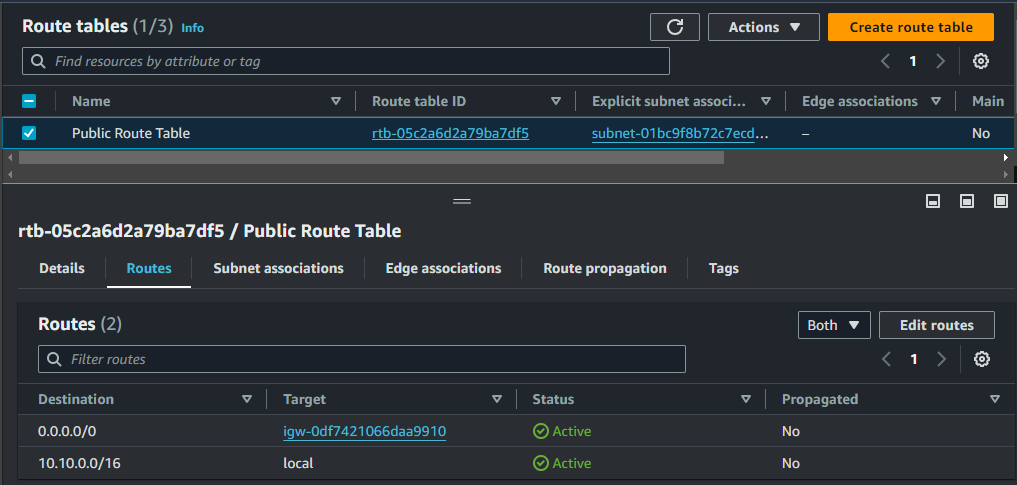 Route tables (1/3) Info Actions Create route table
Find resources by attribute or tag 1
Name Route table ID Explicit subnet associ... Edge associations Main
Public Route Table rtb-05c2a6d2a79ba7df5 subnet-01bc9f8b72c7ecd... – No
rtb-05c2a6d2a79ba7df5 / Public Route Table
Details Routes Subnet associations Edge associations Route propagation Tags
Routes (2) Both Edit routes
Filter routes 1
Destination Target Status Propagated
0.0.0.0/0 igw-0df7421066daa9910 Active No
10.10.0.0/16 local Active No